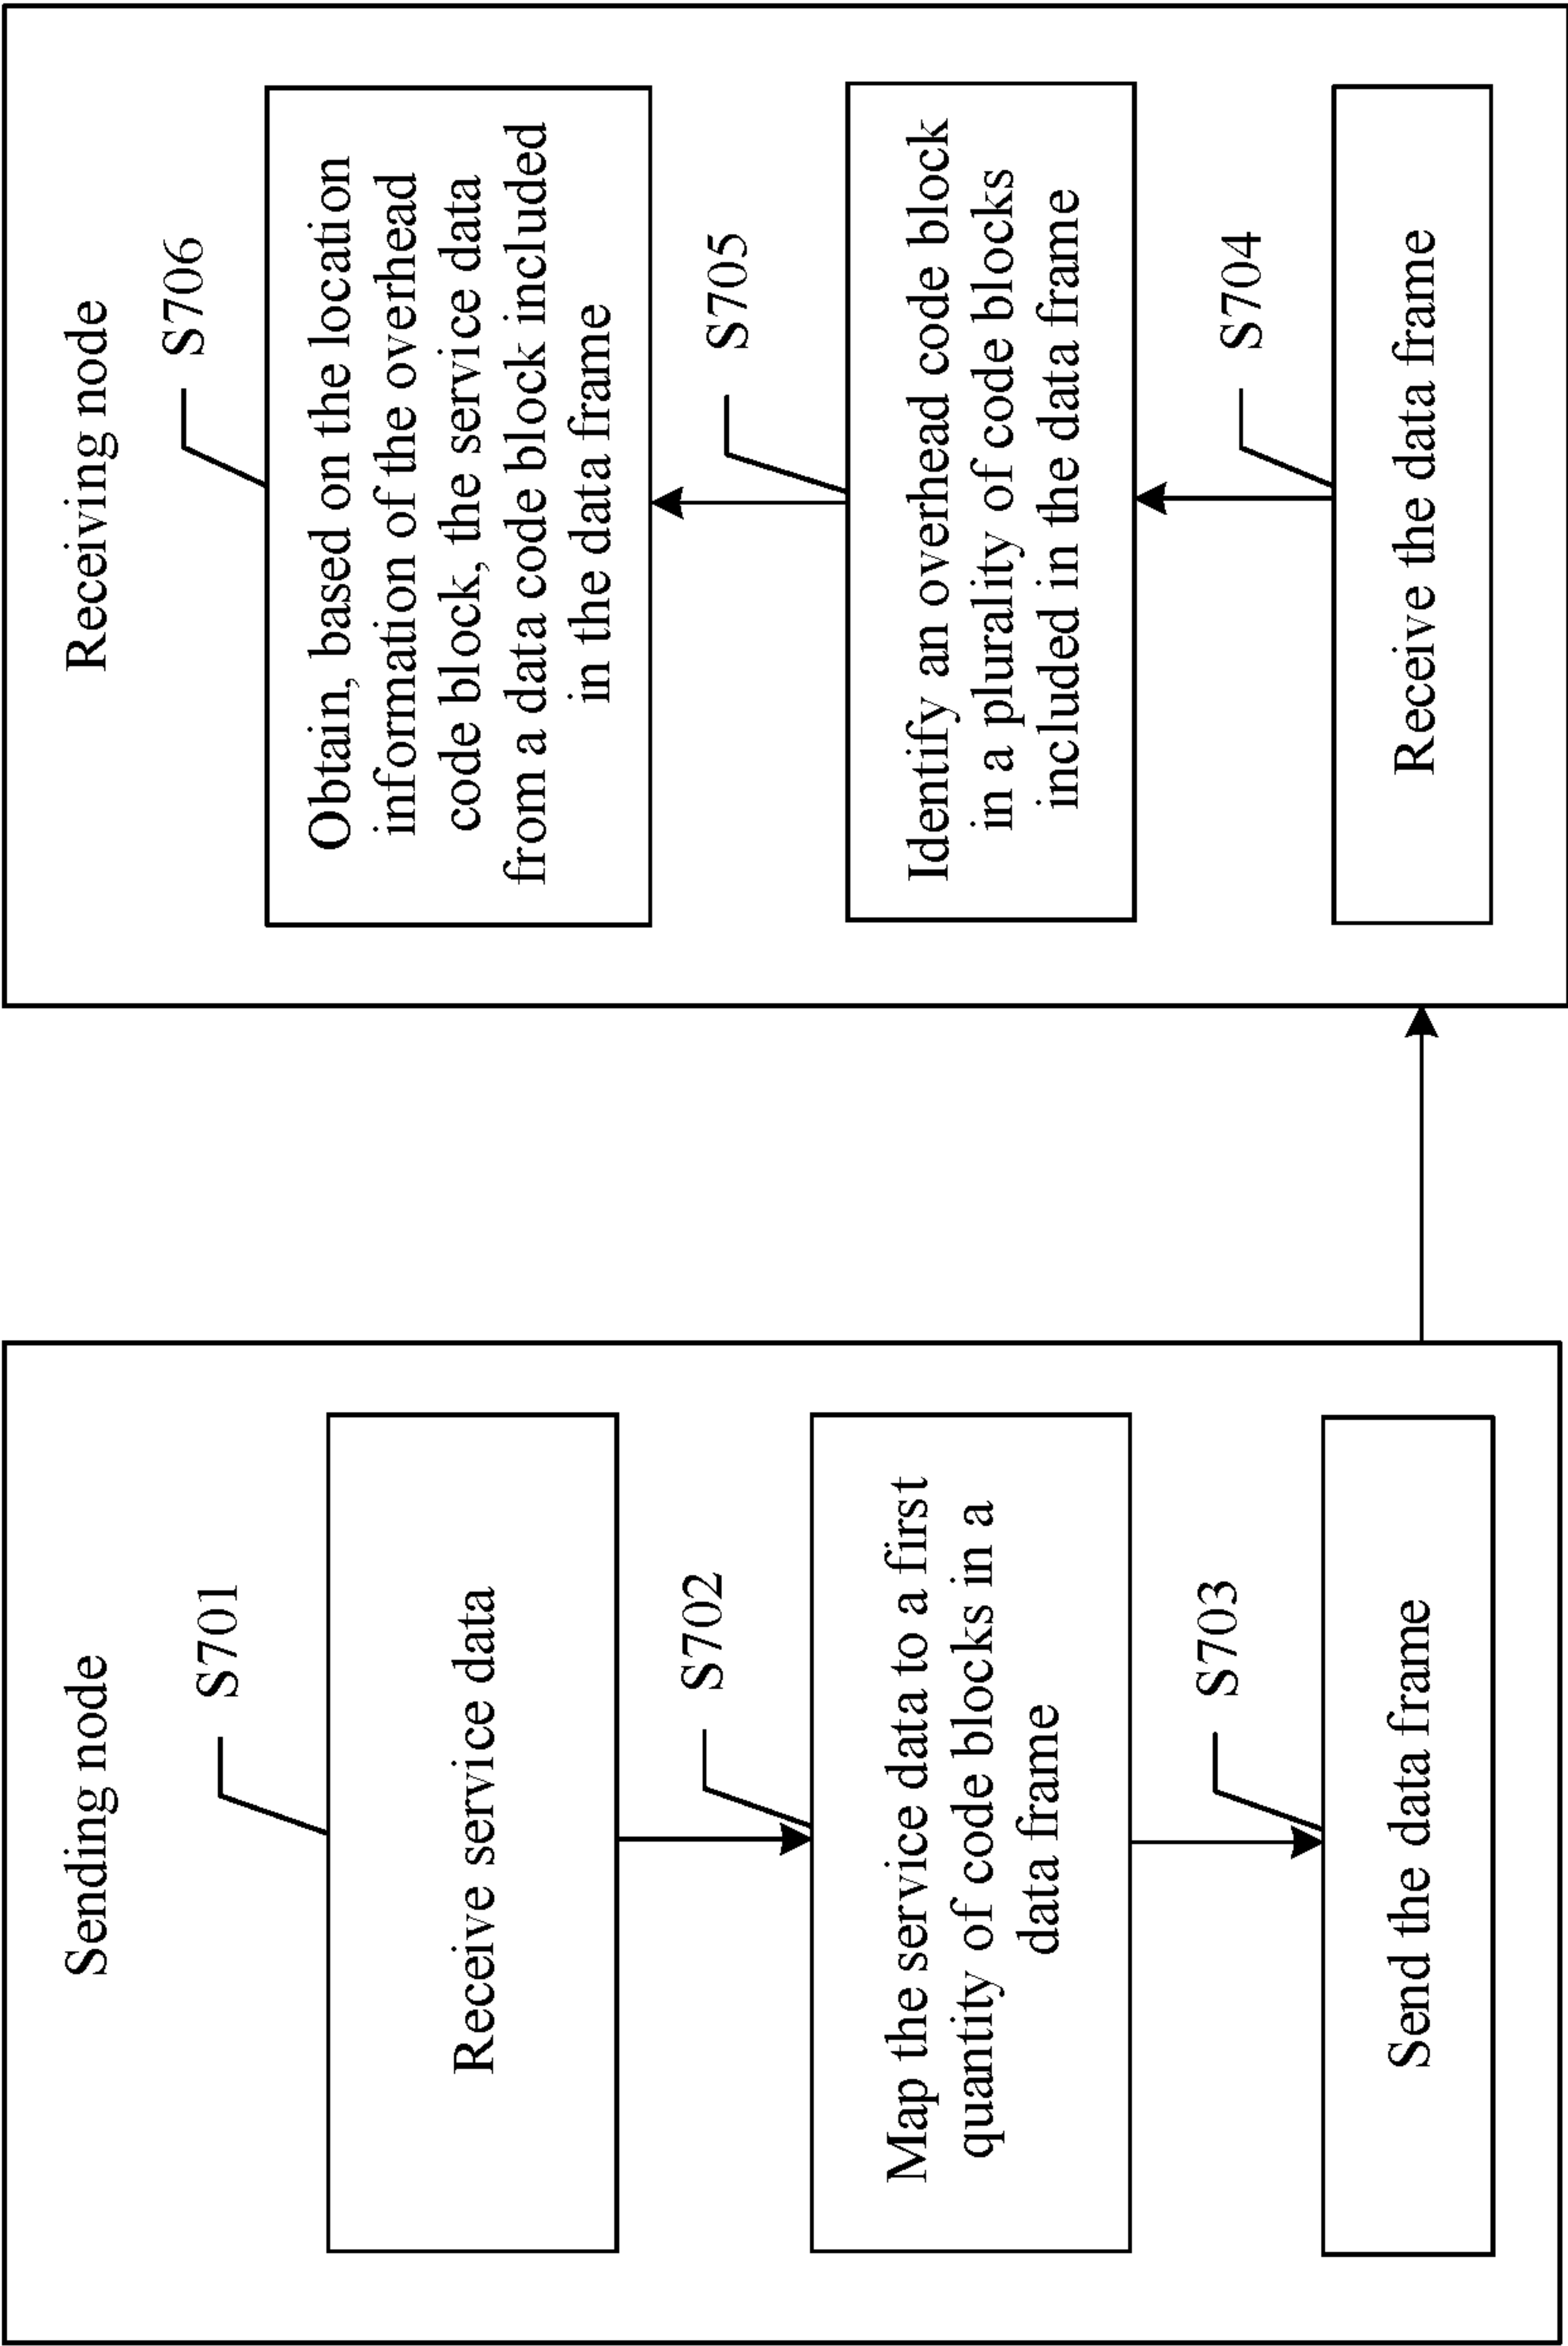 Sending node
S701
Receive service data
S702
Map the service data to a first
quantity of code blocks in a
data frame
S703
Send the data frame
Receiving node
S706
Obtain, based on the location
information of the overhead
code block, the service data
from a data code block included
in the data frame
S705
Identify an overhead code block
in a plurality of code blocks
included in the data frame
S704
Receive the data frame